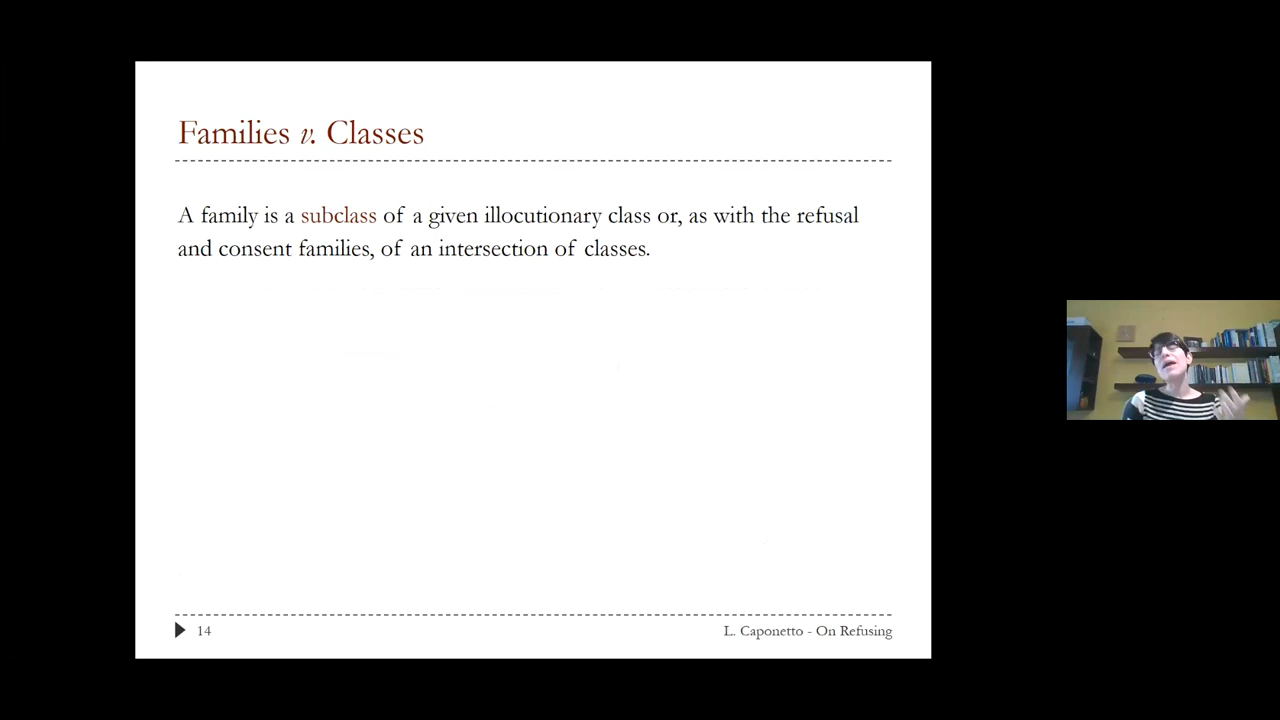 Families v. Classes
A family is a subclass of a given illocutionary class or, as with the refusal
and consent families, of an intersection of classes.
14
L. Caponetto - On Refusing